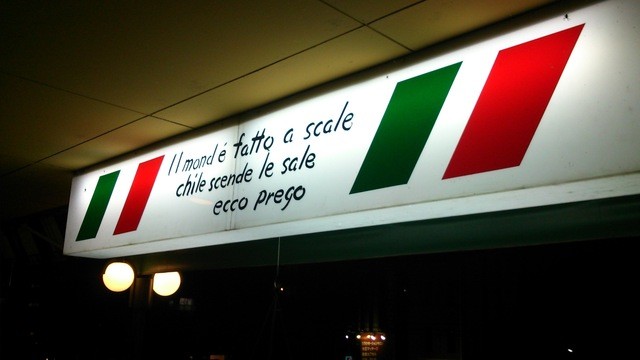 Il mond é fatto a scale
chile scende le sale
ecco prego